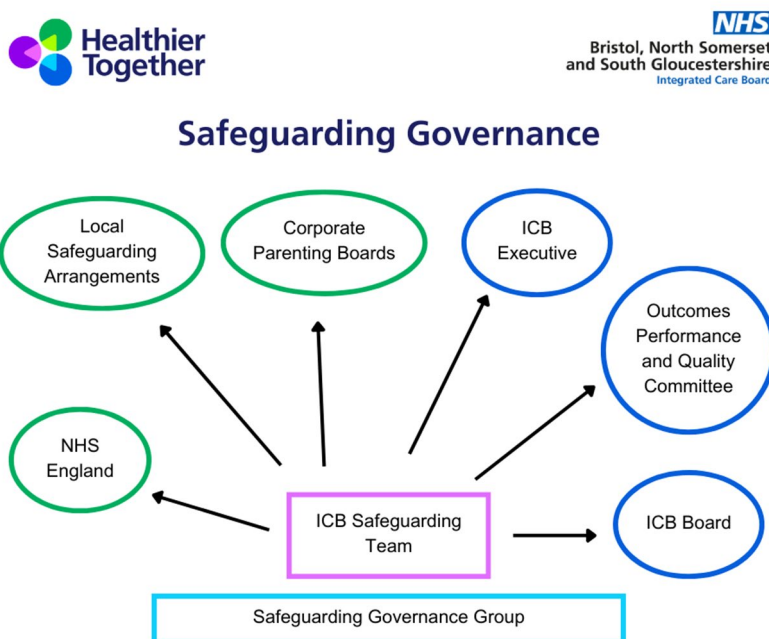 Healthier
Together
NHS
Bristol, North Somerset
and South Gloucestershire
Integrated Care Board
Safeguarding Governance
Local
Safeguarding
Arrangements
Corporate
Parenting Boards
ICB
Executive
Outcomes
Performance
and Quality
Committee
NHS
England
ICB Safeguarding
Team
ICB Board
Safeguarding Governance Group